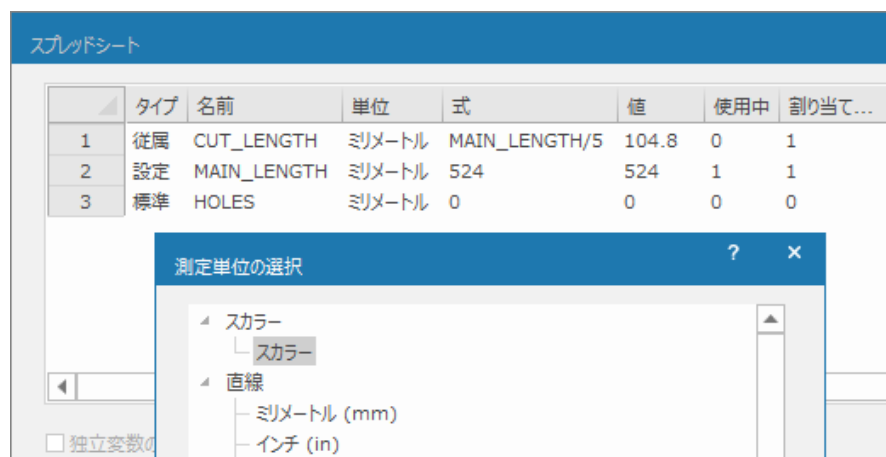 スプレッドシート
タイプ 名前 単位 式 値 使用中 割り当て...
1 従属 CUT_LENGTH ミリメートル MAIN_LENGTH/5 104.8 0 1
2 設定 MAIN_LENGTH ミリメートル 524 524 1 1
3 標準 HOLES ミリメートル 0 0 0 0
測定単位の選択 ? ×
スカラー
スカラー
直線
ミリメートル (mm)
インチ (in)
独立変数の